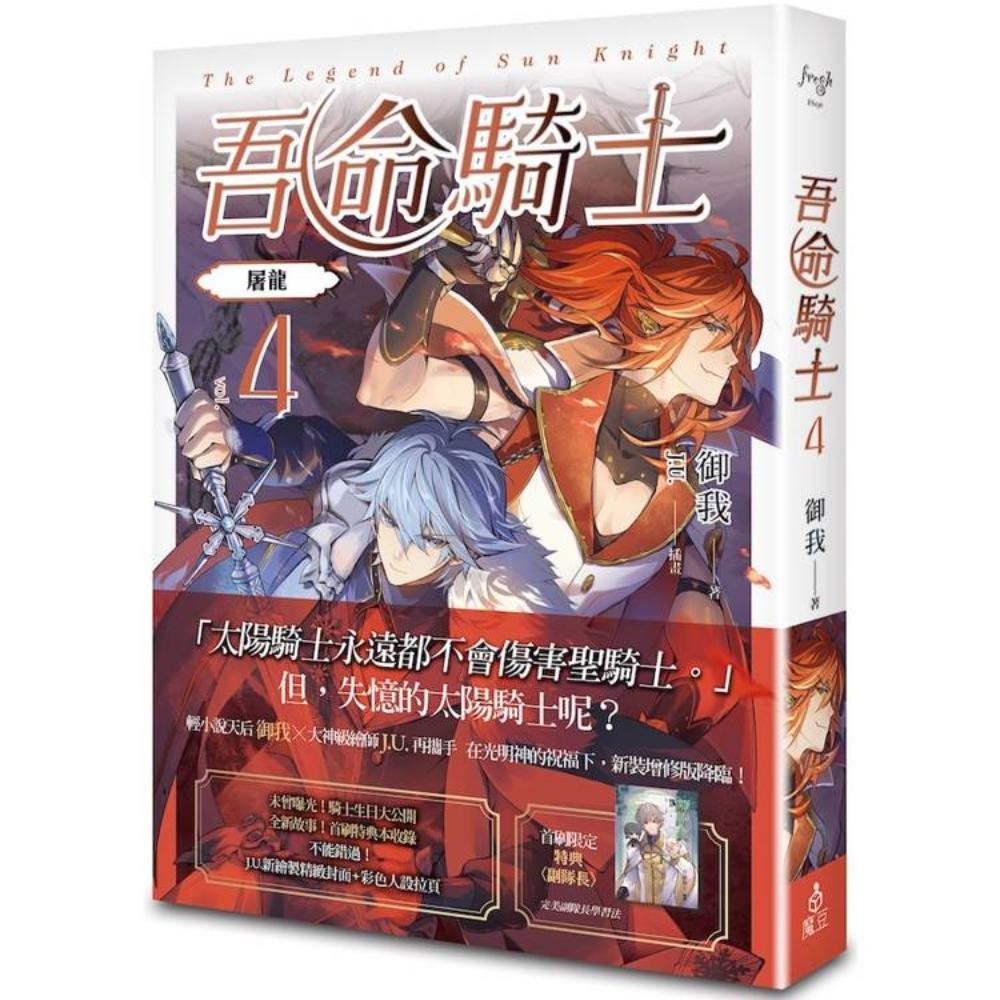 The Legend of Sun Knight
吾命騎士
屠龍
vol. 4
御我——著
J.U.——插畫
「太陽騎士永遠都不會傷害聖騎士。」
但，失憶的太陽騎士呢？
輕小說天后 御我×大神級繪師 J.U. 再攜手 在光明神的祝福下，新裝增修版降臨！
未曾曝光！騎士生日大公開
全新故事！首刷特典本收錄
不能錯過！
J.U.新繪製精緻封面+彩色人設拉頁
首刷限定
特典
〈副隊長〉
完美副隊長學習法
fresh
吾命騎士
4
御我——著
魔豆